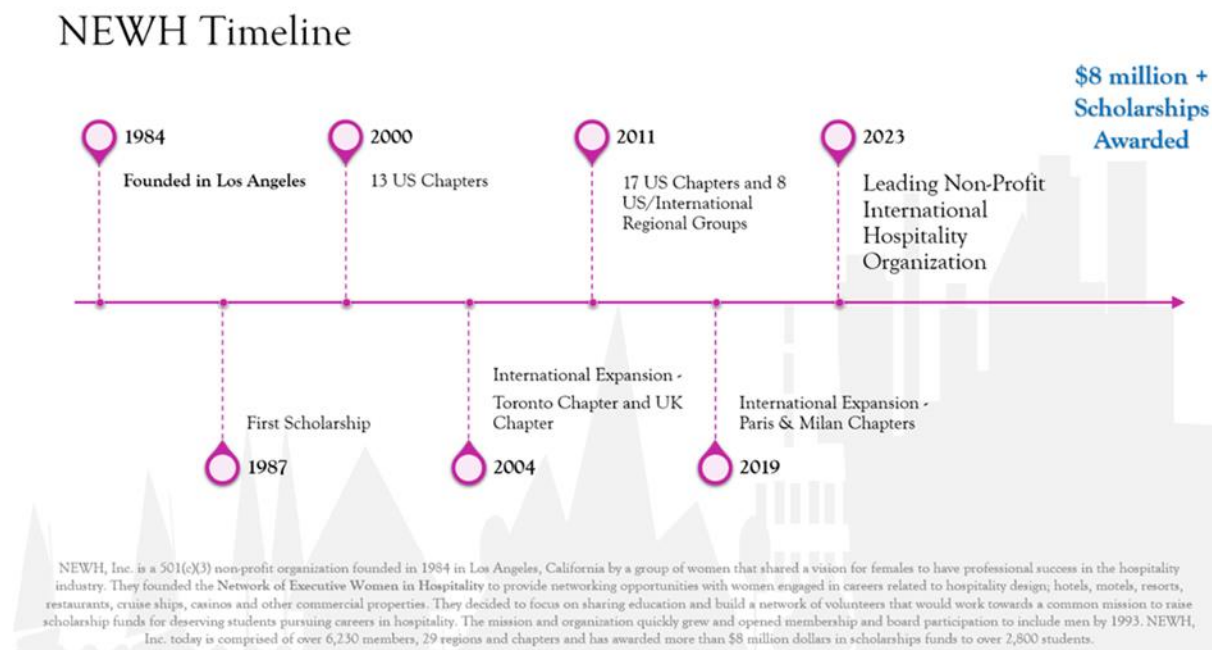 NEWH Timeline
$8 million +
Scholarships
Awarded
1984
Founded in Los Angeles
2000
13 US Chapters
2011
17 US Chapters and 8
US/International
Regional Groups
2023
Leading Non-Profit
International
Hospitality
Organization
First Scholarship
1987
International Expansion -
Toronto Chapter and UK
Chapter
2004
International Expansion -
Paris & Milan Chapters
2019
NEWH, Inc. is a 501(c)(3) non-profit organization founded in 1984 in Los Angeles, California by a group of women that shared a vision for females to have professional success in the hospitality
industry. They founded the Network of Executive Women in Hospitality to provide networking opportunities with women engaged in careers related to hospitality design; hotels, motels, resorts,
restaurants, cruise ships, casinos and other commercial properties. They decided to focus on sharing education and build a network of volunteers that would work towards a common mission to raise
scholarship funds for deserving students pursuing careers in hospitality. The mission and organization quickly grew and opened membership and board participation to include men by 1993. NEWH,
Inc. today is comprised of over 6,230 members, 29 regions and chapters and has awarded more than $8 million dollars in scholarships funds to over 2,800 students.